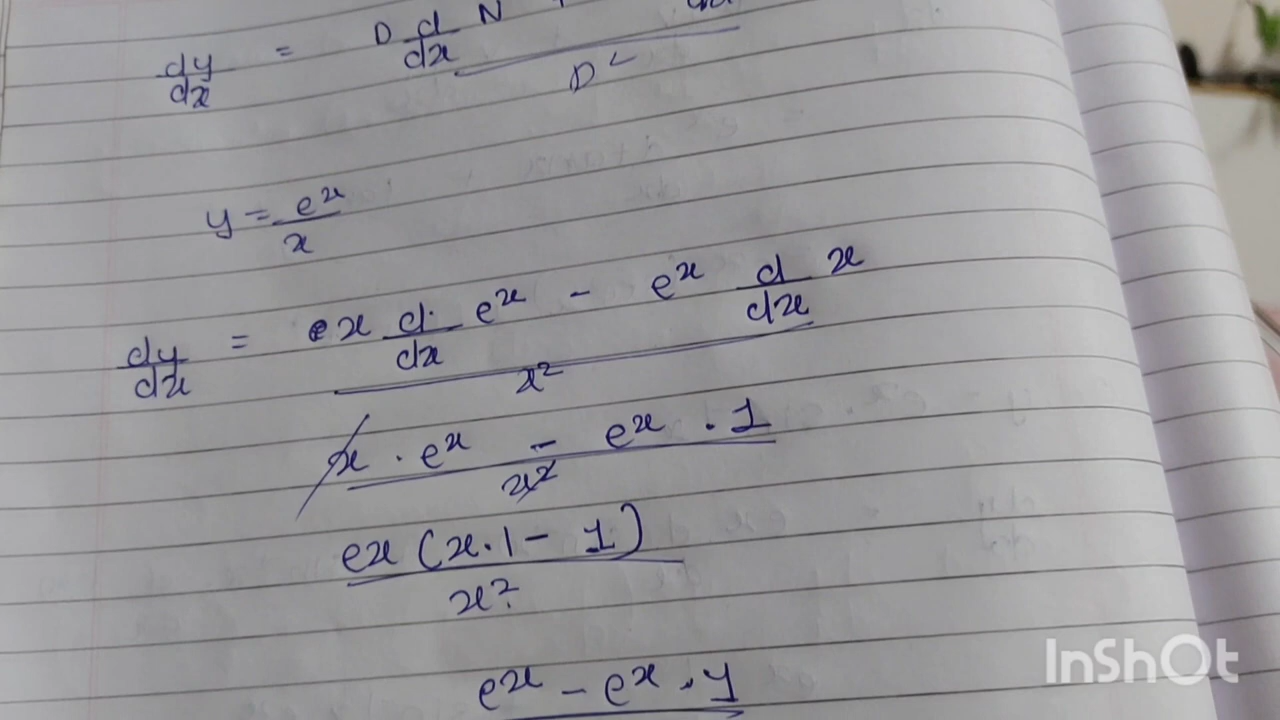 dy/dx = D d/dx N
D²
y = eˣ/x
dy/dx = x d/dx eˣ - eˣ d/dx x
x²
x · eˣ - eˣ · 1
x²
ex (x·1 - 1)
x²
eˣ - eˣ · y
InShOt